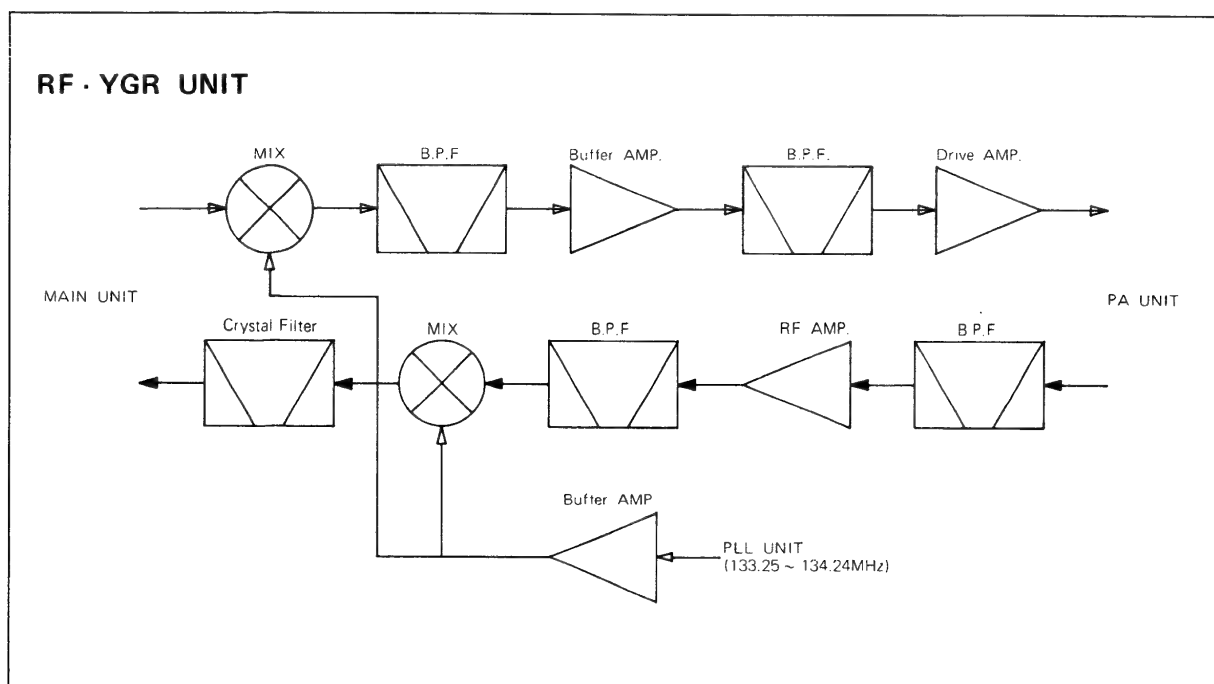 RF · YGR UNIT
MIX
B.P.F
Buffer AMP.
B.P.F.
Drive AMP.
MAIN UNIT
PA UNIT
Crystal Filter
MIX
B.P.F
RF AMP.
B.P.F
Buffer AMP
PLL UNIT
(133.25 ~ 134.24MHz)